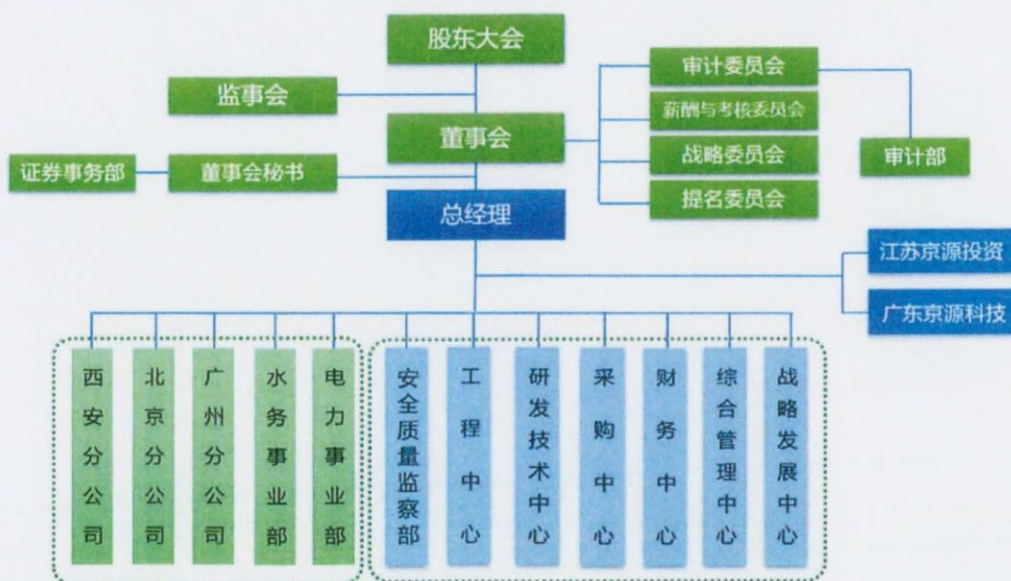 股东大会
监事会
董事会
审计委员会
薪酬与考核委员会
战略委员会
提名委员会
审计部
证券事务部
董事会秘书
总经理
江苏京源投资
广东京源科技
西安分公司
北京分公司
广州分公司
水务事业部
电力事业部
安全质量监察部
工程中心
研发技术中心
采购中心
财务中心
综合管理中心
战略发展中心